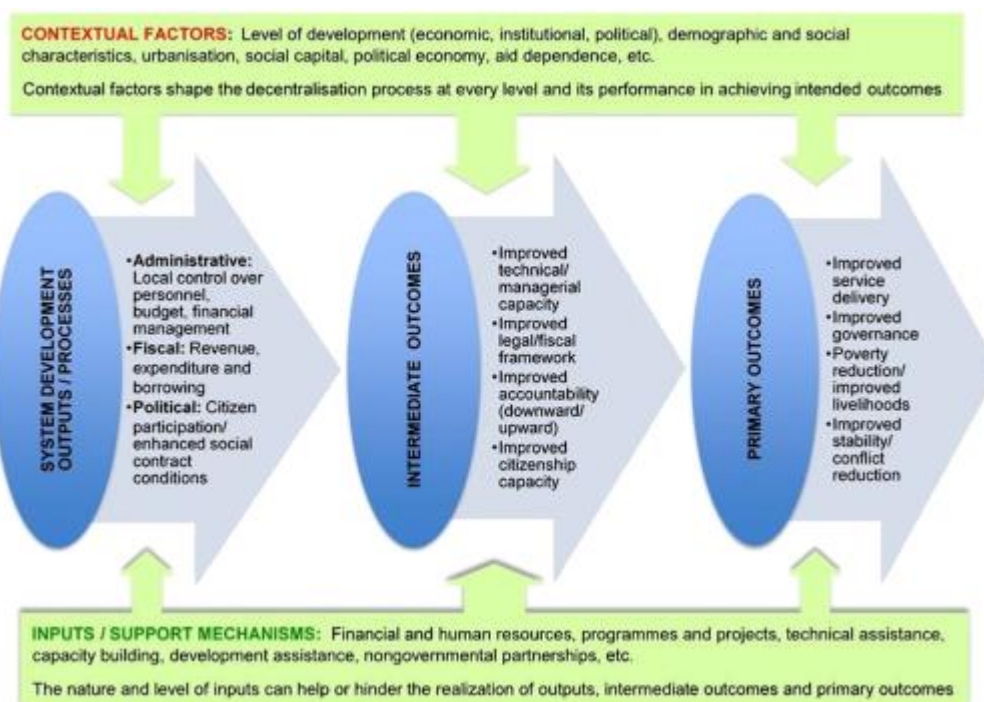 CONTEXTUAL FACTORS: Level of development (economic, institutional, political), demographic and social
characteristics, urbanisation, social capital, political economy, aid dependence, etc.
Contextual factors shape the decentralisation process at every level and its performance in achieving intended outcomes
SYSTEM DEVELOPMENT
OUTPUTS / PROCESSES
•Administrative:
Local control over
personnel,
budget, financial
management
•Fiscal: Revenue,
expenditure and
borrowing
•Political: Citizen
participation/
enhanced social
contract
conditions
INTERMEDIATE OUTCOMES
•Improved
technical/
managerial
capacity
•Improved
legal/fiscal
framework
•Improved
accountability
(downward/
upward)
•Improved
citizenship
capacity
PRIMARY OUTCOMES
•Improved
service
delivery
•Improved
governance
•Poverty
reduction/
improved
livelihoods
•Improved
stability/
conflict
reduction
INPUTS / SUPPORT MECHANISMS: Financial and human resources, programmes and projects, technical assistance,
capacity building, development assistance, nongovernmental partnerships, etc.
The nature and level of inputs can help or hinder the realization of outputs, intermediate outcomes and primary outcomes